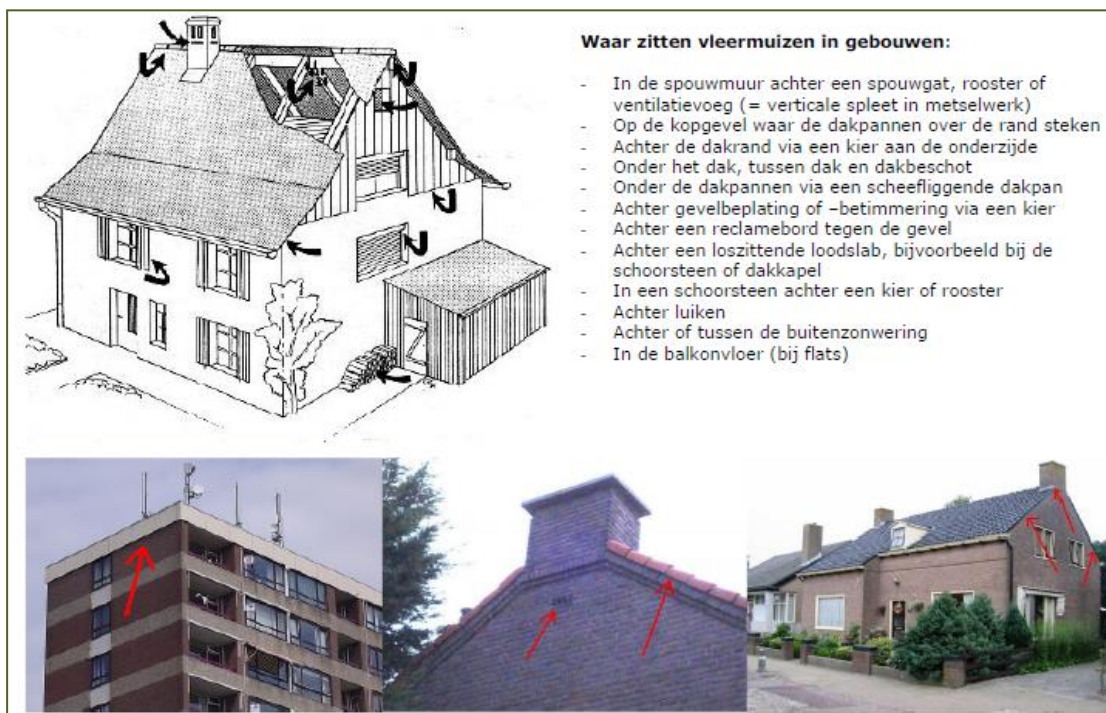 Waar zitten vleermuizen in gebouwen:
- In de spouwmuur achter een spouwgat, rooster of
ventilatievoeg (= verticale spleet in metselwerk)
- Op de kopgevel waar de dakpannen over de rand steken
- Achter de dakrand via een kier aan de onderzijde
- Onder het dak, tussen dak en dakbeschot
- Onder de dakpannen via een scheefliggende dakpan
- Achter gevelbeplating of –betimmering via een kier
- Achter een reclamebord tegen de gevel
- Achter een loszittende loodslab, bijvoorbeeld bij de
schoorsteen of dakkapel
- In een schoorsteen achter een kier of rooster
- Achter luiken
- Achter of tussen de buitenzonwering
- In de balkonvloer (bij flats)